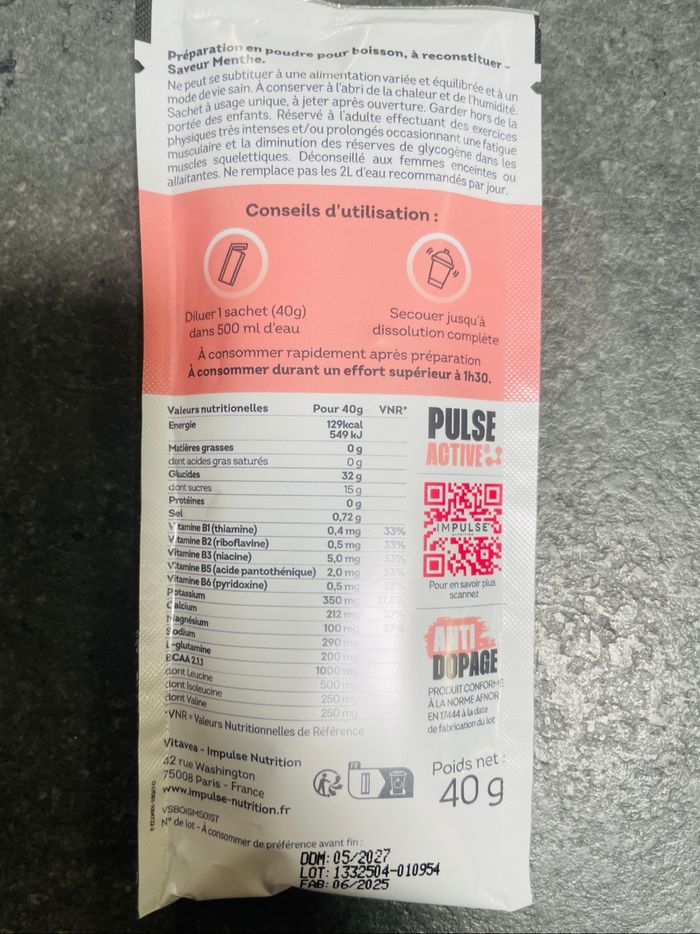 Préparation en poudre pour boisson, à reconstituer -
Saveur Menthe.
Ne peut se subtituer à une alimentation variée et équilibrée et à un
mode de vie sain. A conserver à l'abri de la chaleur et de l'humidité.
Sachet à usage unique, à jeter après ouverture. Garder hors de la
portée des enfants. Réservé à l'adulte effectuant des exercices
physiques très intenses et/ou prolongés occasionnant une fatigue
musculaire et la diminution des réserves de glycogène dans les
muscles squelettiques. Déconseillé aux femmes enceintes ou
allaitantes. Ne remplace pas les 2L d'eau recommandés par jour.
Conseils d'utilisation :
Diluer 1 sachet (40g)
dans 500 ml d'eau
Secouer jusqu'à
dissolution complète
À consommer rapidement après préparation
À consommer durant un effort supérieur à 1h30.
Valeurs nutritionelles Pour 40g VNR*
Energie 129kcal
549 kJ
Matières grasses 0 g
dont acides gras saturés 0 g
Glucides 32 g
dont sucres 15 g
Protéines 0 g
Sel 0,72 g
Vitamine B1 (thiamine) 0,4 mg 33%
Vitamine B2 (riboflavine) 0,5 mg 33%
Vitamine B3 (niacine) 5,0 mg 33%
Vitamine B5 (acide pantothénique) 2,0 mg 33%
Vitamine B6 (pyridoxine) 0,5 mg
Potassium 350 mg 17,5%
Calcium 212 mg 27%
Magnésium 100 mg 27%
Sodium 290 mg
L-glutamine 200 mg
BCAA 2.1.1 1000 mg
dont Leucine 500 mg
dont Isoleucine 250 mg
dont Valine 250 mg
*VNR = Valeurs Nutritionnelles de Référence
PULSE
ACTIVE
IMPULSE
NUTRITION
Pour en savoir plus
scannez
ANTI
DOPAGE
PRODUIT CONFORME
À LA NORME AFNOR
EN 17444 à la date
de fabrication du lot
Vitavea - Impulse Nutrition
42 rue Washington
75008 Paris - France
www.impulse-nutrition.fr
VSBOISMS01ST
N° de lot - À consommer de préférence avant fin :
FR
Poids net :
40 g
DDM: 05/2027
LOT: 1332504-010954
FAB: 06/2025